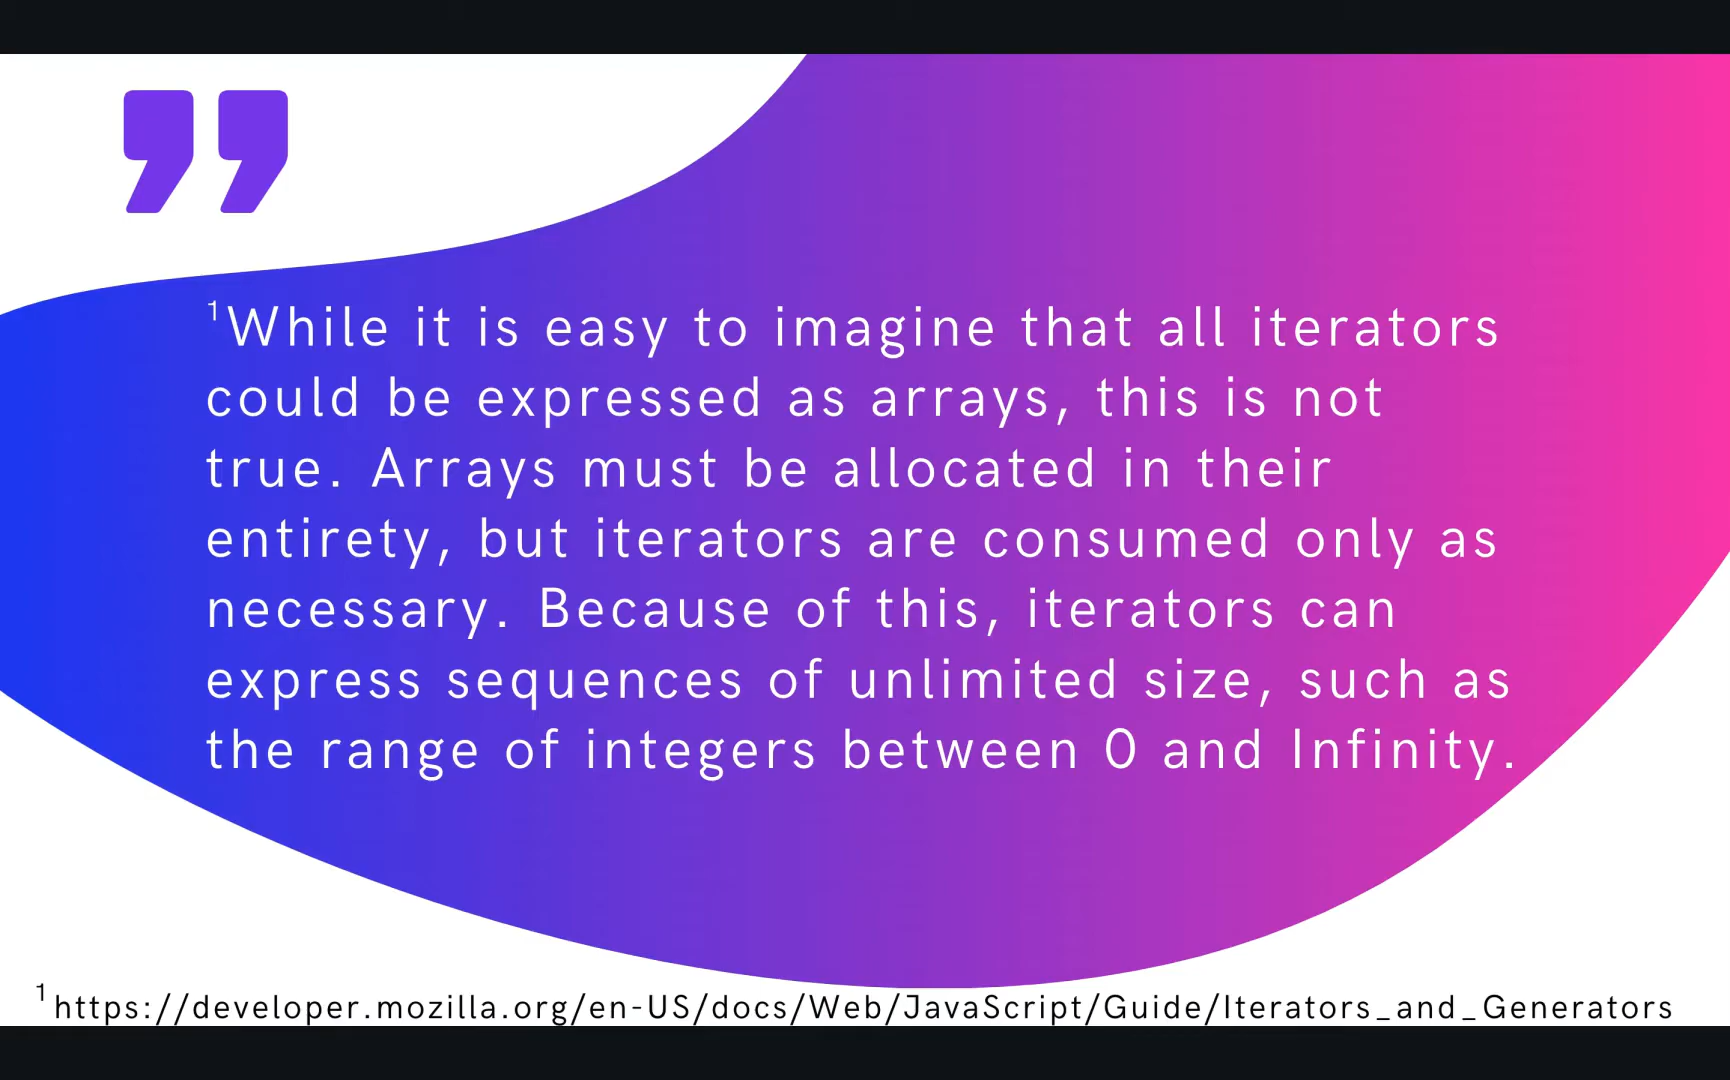 ¹While it is easy to imagine that all iterators
could be expressed as arrays, this is not
true. Arrays must be allocated in their
entirety, but iterators are consumed only as
necessary. Because of this, iterators can
express sequences of unlimited size, such as
the range of integers between 0 and Infinity.
¹https://developer.mozilla.org/en-US/docs/Web/JavaScript/Guide/Iterators_and_Generators